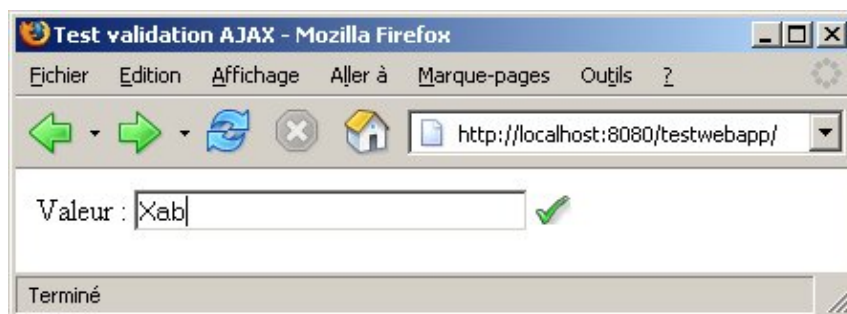 Test validation AJAX - Mozilla Firefox
Fichier Edition Affichage Aller à Marque-pages Outils ?
http://localhost:8080/testwebapp/
Valeur : Xab
Terminé